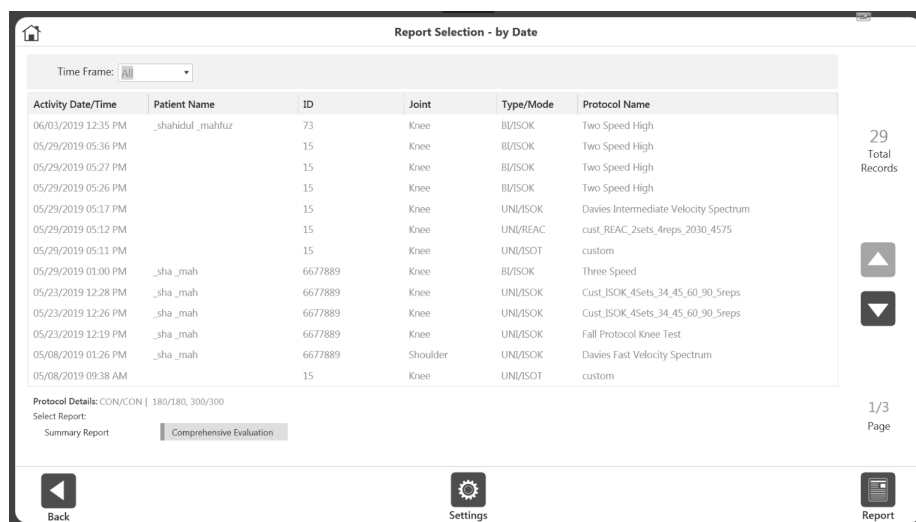 Report Selection - by Date
Time Frame: All
Activity Date/Time Patient Name ID Joint Type/Mode Protocol Name
06/03/2019 12:35 PM _shahidul _mahfuz 73 Knee BI/ISOK Two Speed High
05/29/2019 05:36 PM 15 Knee BI/ISOK Two Speed High
05/29/2019 05:27 PM 15 Knee BI/ISOK Two Speed High
05/29/2019 05:26 PM 15 Knee BI/ISOK Two Speed High
05/29/2019 05:17 PM 15 Knee UNI/ISOK Davies Intermediate Velocity Spectrum
05/29/2019 05:12 PM 15 Knee UNI/REAC cust_REAC_2sets_4reps_2030_4575
05/29/2019 05:11 PM 15 Knee UNI/ISOT custom
05/29/2019 01:00 PM _sha _mah 6677889 Knee BI/ISOK Three Speed
05/23/2019 12:28 PM _sha _mah 6677889 Knee UNI/ISOK Cust_ISOK_4Sets_34_45_60_90_5reps
05/23/2019 12:26 PM _sha _mah 6677889 Knee UNI/ISOK Cust_ISOK_4Sets_34_45_60_90_5reps
05/23/2019 12:19 PM _sha _mah 6677889 Knee UNI/ISOK Fall Protocol Knee Test
05/08/2019 01:26 PM _sha _mah 6677889 Shoulder UNI/ISOK Davies Fast Velocity Spectrum
05/08/2019 09:38 AM 15 Knee UNI/ISOT custom
29
Total
Records
Protocol Details: CON/CON | 180/180, 300/300
Select Report:
Summary Report Comprehensive Evaluation
1/3
Page
Back Settings Report